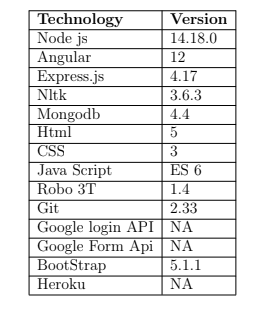 Technology Version
Node js 14.18.0
Angular 12
Express.js 4.17
Nltk 3.6.3
Mongodb 4.4
Html 5
CSS 3
Java Script ES 6
Robo 3T 1.4
Git 2.33
Google login API NA
Google Form Api NA
BootStrap 5.1.1
Heroku NA